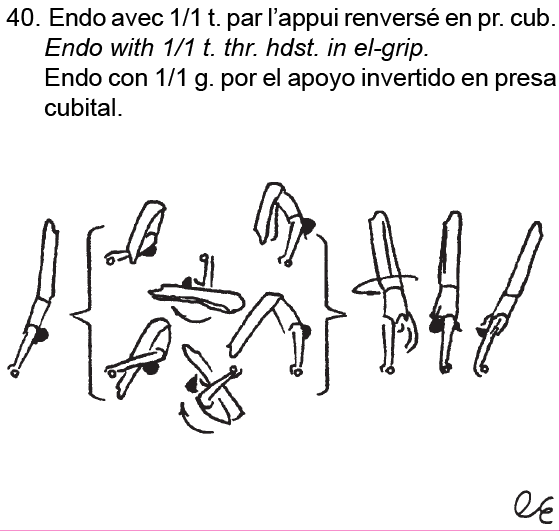 40. Endo avec 1/1 t. par l'appui renversé en pr. cub.
Endo with 1/1 t. thr. hdst. in el-grip.
Endo con 1/1 g. por el apoyo invertido en presa
cubital.